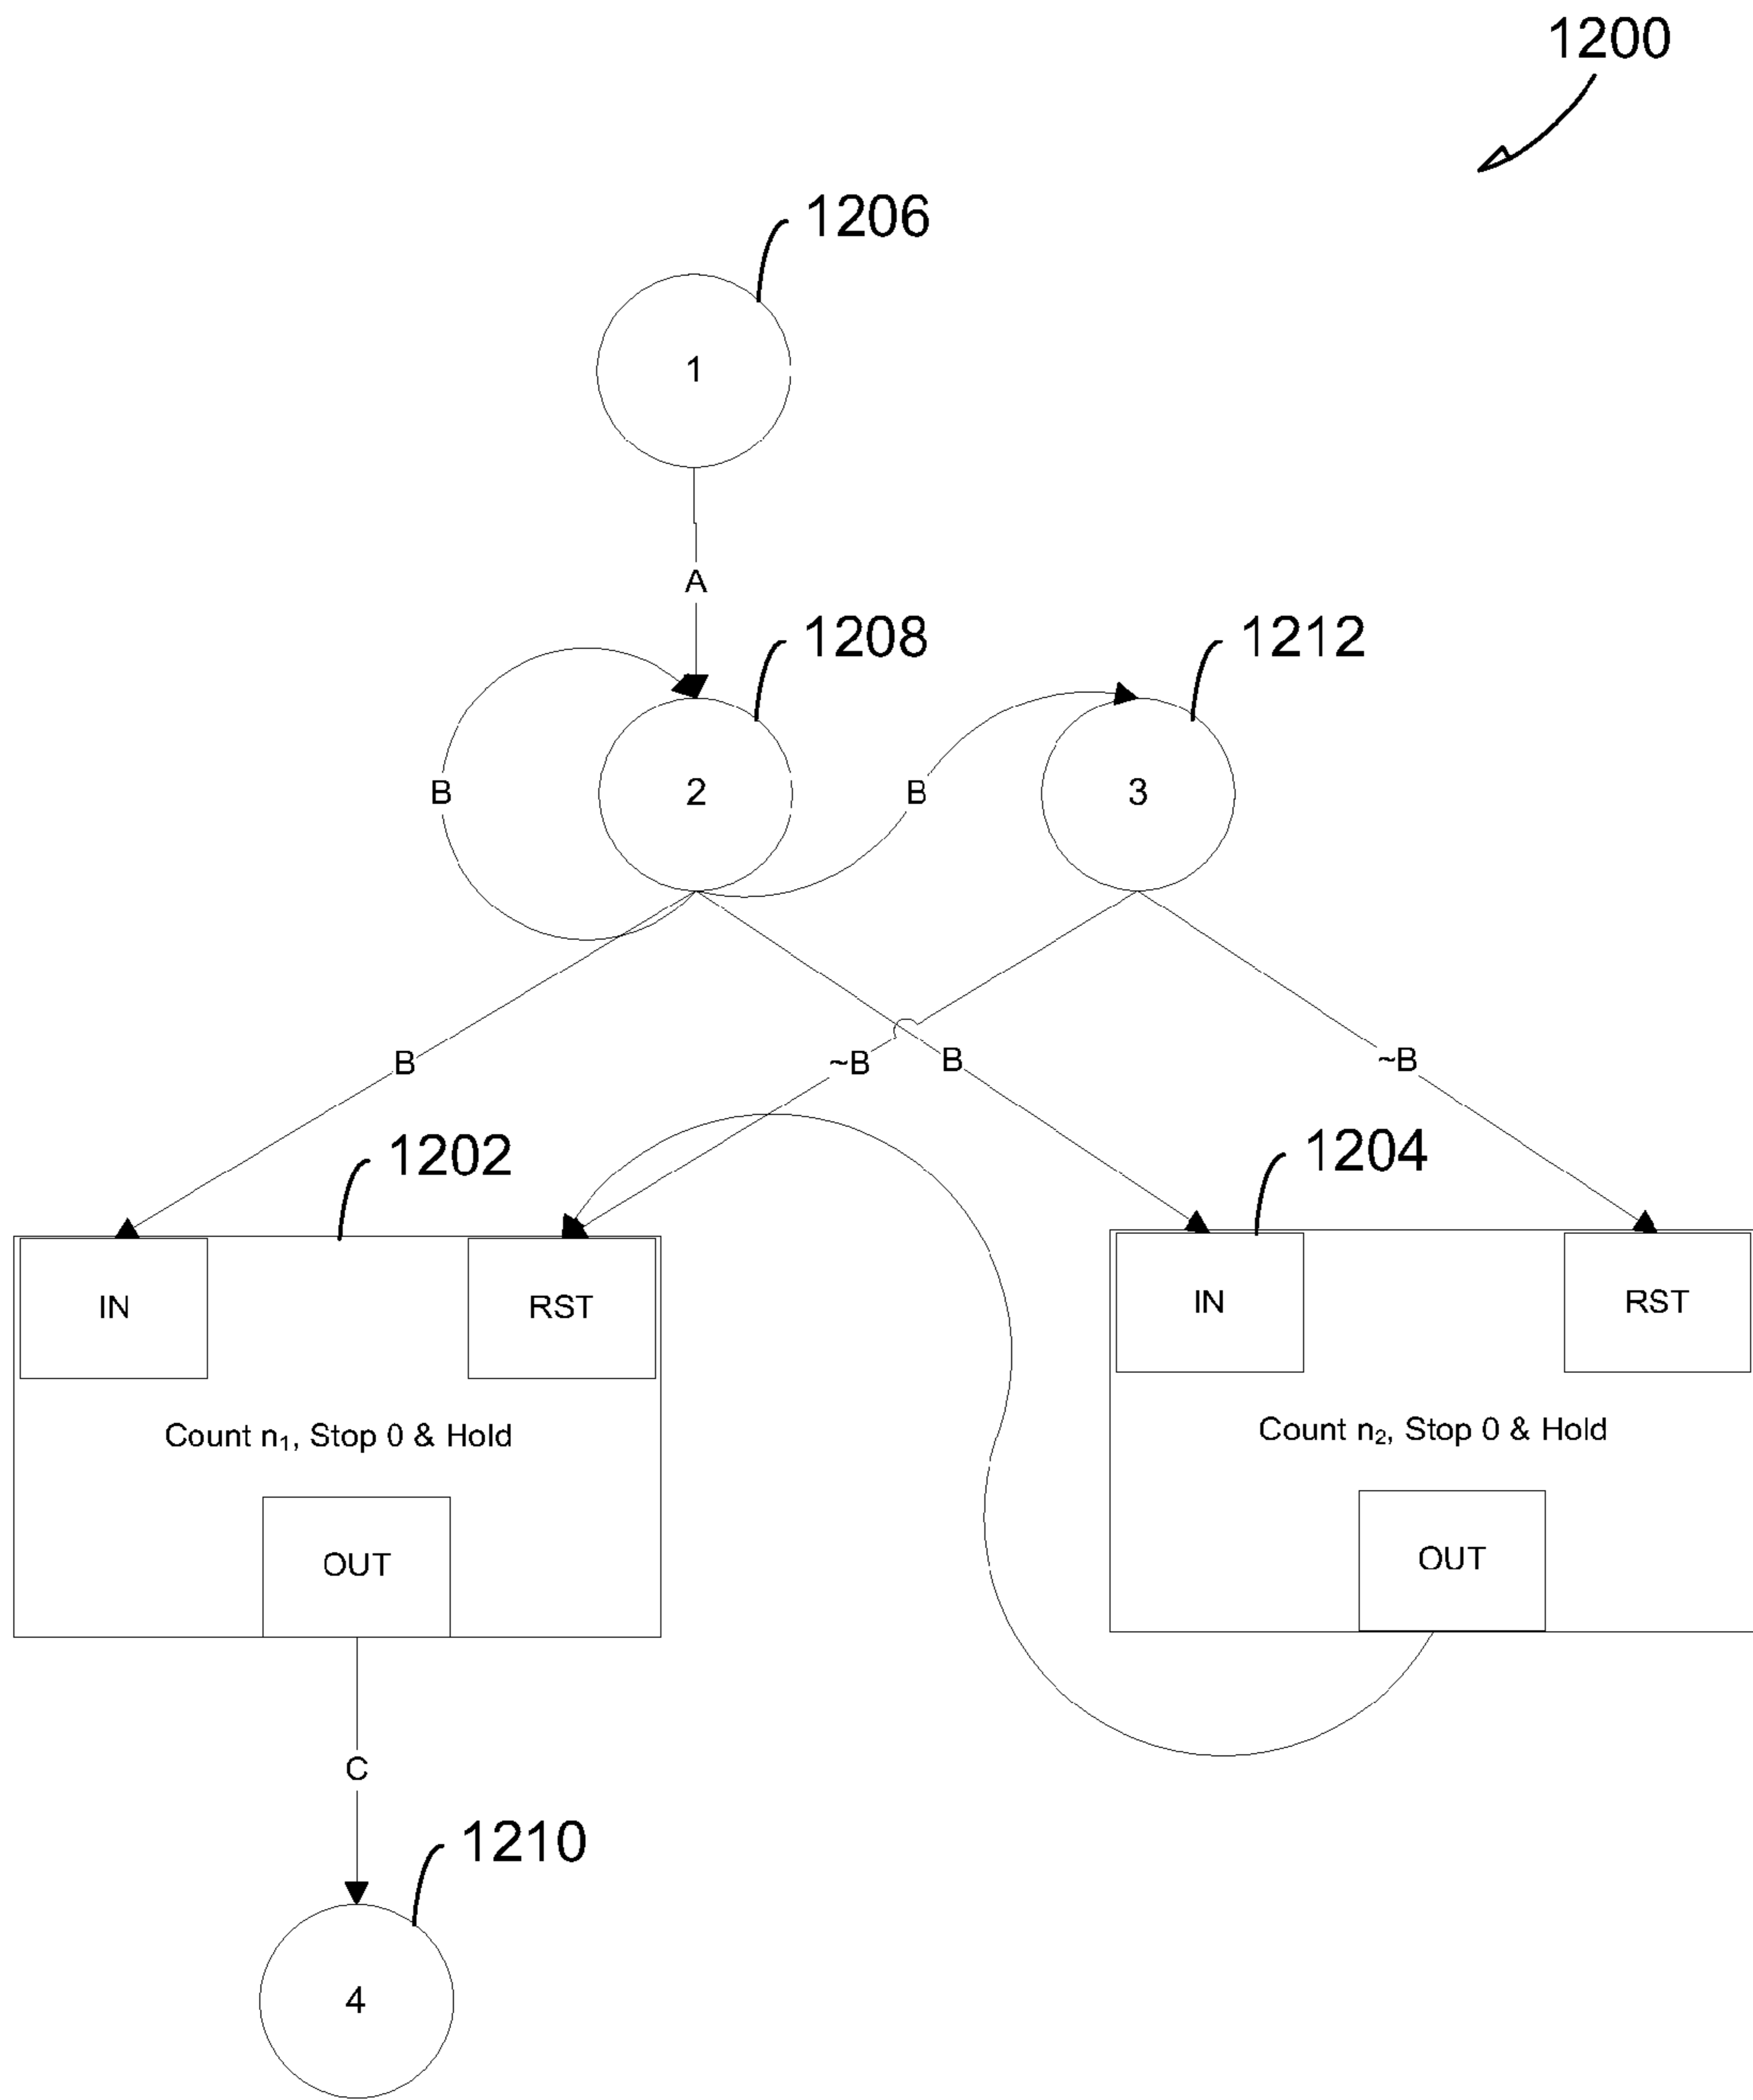 1200
1206
1
A
1208
1212
B
2
B
3
B
~B
B
~B
1202
1204
IN
RST
IN
RST
Count n₁, Stop 0 & Hold
Count n₂, Stop 0 & Hold
OUT
OUT
C
1210
4